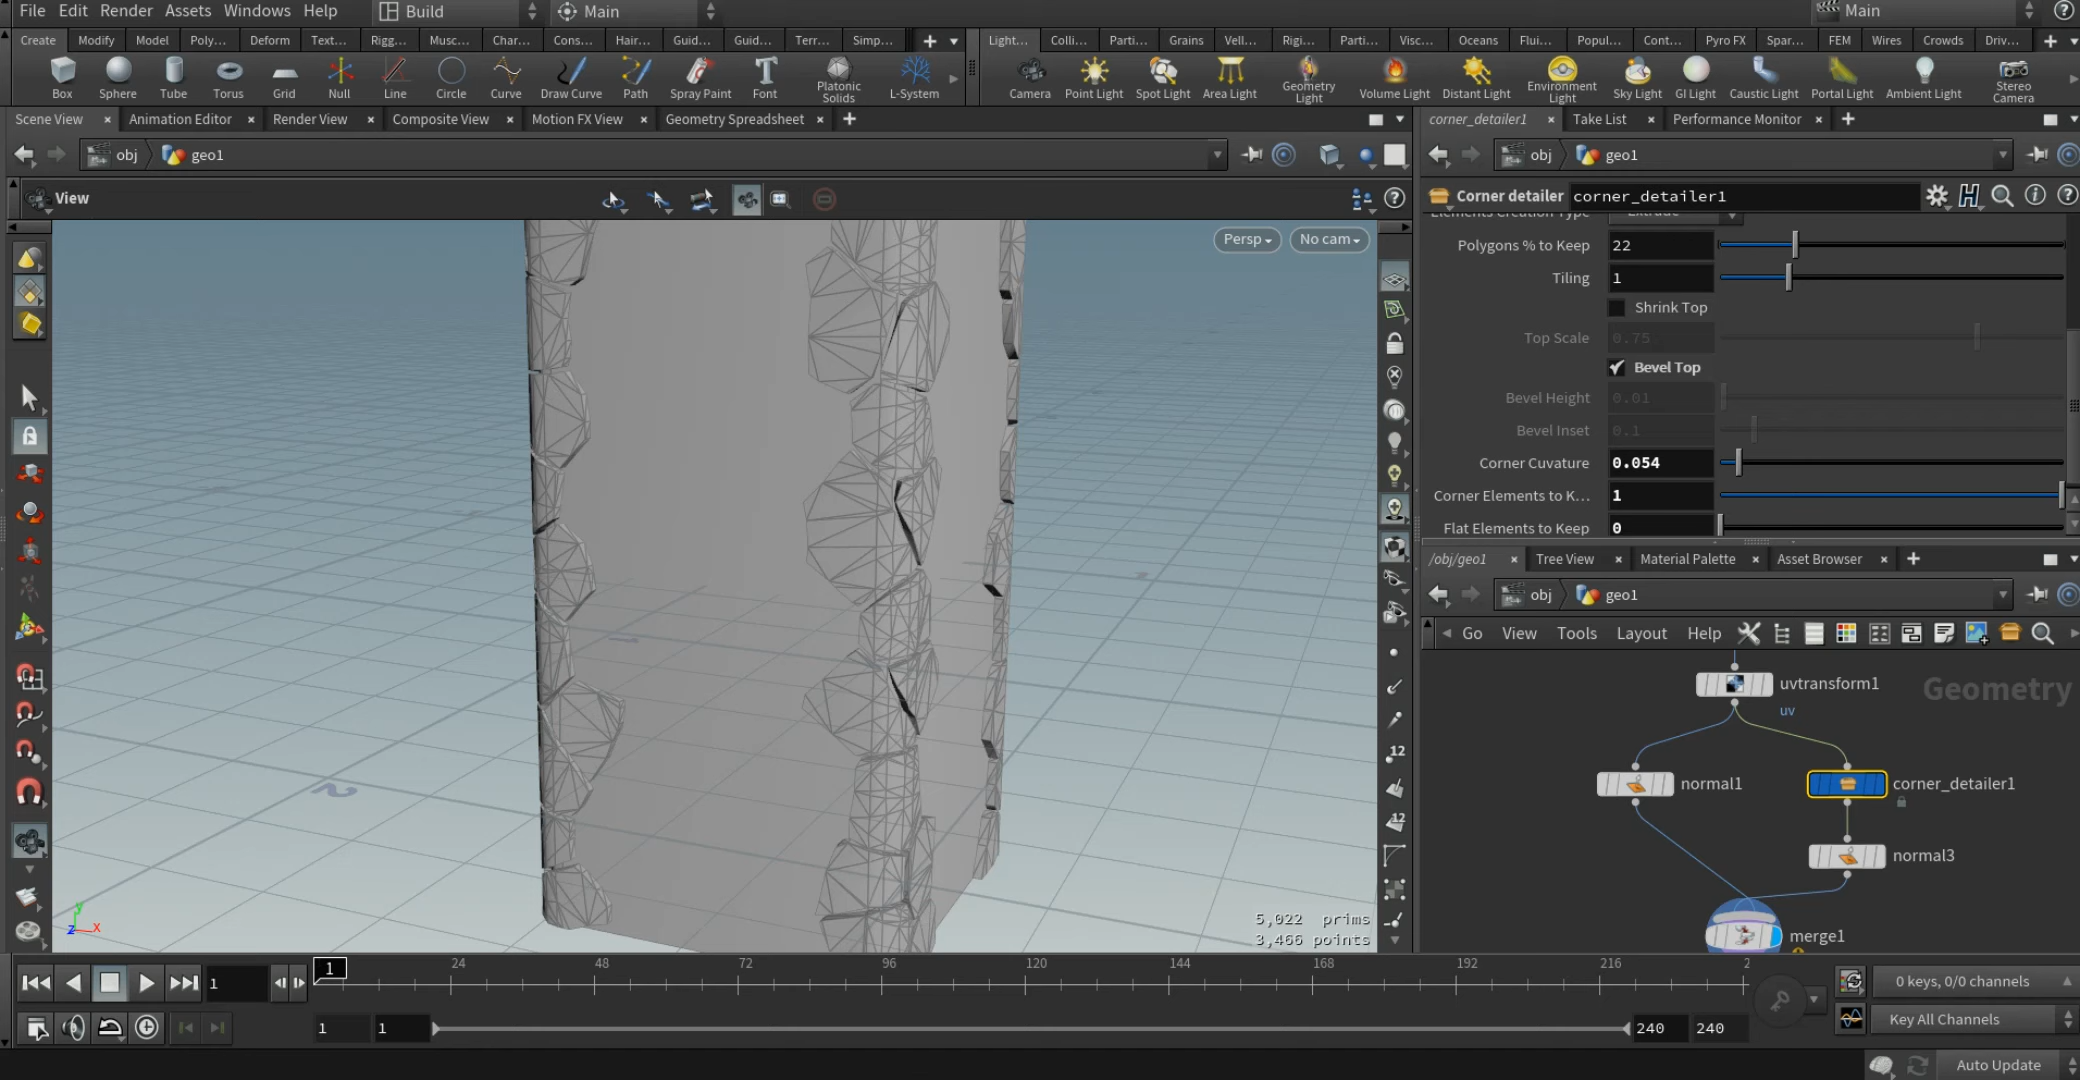 File Edit Render Assets Windows Help Build Main Main
Create Modify Model Poly... Deform Text... Rigg... Musc... Char... Cons... Hair... Guid... Guid... Terr... Simp... Light... Colli... Parti... Grains Vell... Rigi... Parti... Visc... Oceans Flui... Popul... Cont... Pyro FX Spar... FEM Wires Crowds Driv...
Box Sphere Tube Torus Grid Null Line Circle Curve Draw Curve Path Spray Paint Font Platonic Solids L-System Camera Point Light Spot Light Area Light Geometry Light Volume Light Distant Light Environment Light Sky Light GI Light Caustic Light Portal Light Ambient Light Stereo Camera
Scene View Animation Editor Render View Composite View Motion FX View Geometry Spreadsheet corner_detailer1 Take List Performance Monitor
obj geo1 obj geo1
View
Corner detailer corner_detailer1
Persp No cam
Elements Creation Type Extrude
Polygons % to Keep 22
Tiling 1
Shrink Top
Top Scale 0.75
Bevel Top
Bevel Height 0.01
Bevel Inset 0.1
Corner Cuvature 0.054
Corner Elements to K... 1
Flat Elements to Keep 0
/obj/geo1 Tree View Material Palette Asset Browser
obj geo1
Go View Tools Layout Help
uvtransform1
uv
Geometry
normal1
corner_detailer1
normal3
merge1
12
12
2
y
z x
5,022 prims
3,466 points
1 1 24 48 72 96 120 144 168 192 216 2
0 keys, 0/0 channels
1 1 240 240
Key All Channels
Auto Update